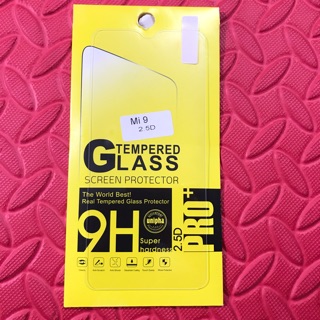 Mi 9
2.5D
TEMPERED
GLASS
SCREEN PROTECTOR
The World Best!
Real Tempered Glass Protector
unipha
9H
Super
hardness
2.5D
PRO+